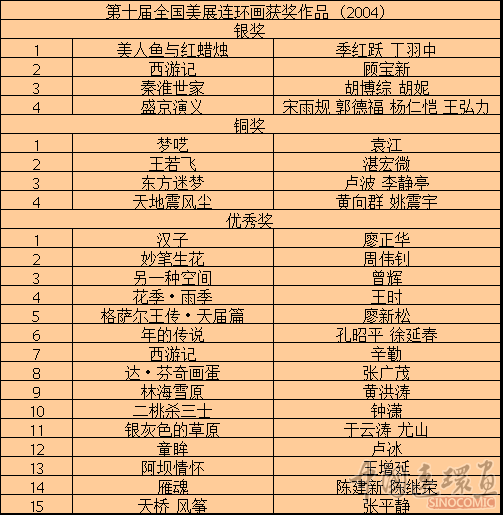 第十届全国美展连环画获奖作品（2004）
银奖
1 美人鱼与红蜡烛 季红跃 丁羽中
2 西游记 顾宝新
3 秦淮世家 胡博综 胡妮
4 盛京演义 宋雨规 郭德福 杨仁恺 王弘力
铜奖
1 梦呓 袁江
2 王若飞 湛宏微
3 东方迷梦 卢波 李静亭
4 天地震风尘 黄向群 姚震宇
优秀奖
1 汉子 廖正华
2 妙笔生花 周伟钊
3 另一种空间 曾辉
4 花季·雨季 王时
5 格萨尔王传·天届篇 廖新松
6 年的传说 孔昭平 徐延春
7 西游记 辛勤
8 达·芬奇画蛋 张广茂
9 林海雪原 黄洪涛
10 二桃杀三士 钟潇
11 银灰色的草原 于云涛 尤山
12 童眸 卢冰
13 阿坝情怀 王增延
14 雁魂 陈建新 陈继荣
15 天桥 风筝 张平静
中国连环画
SINOCOMIC